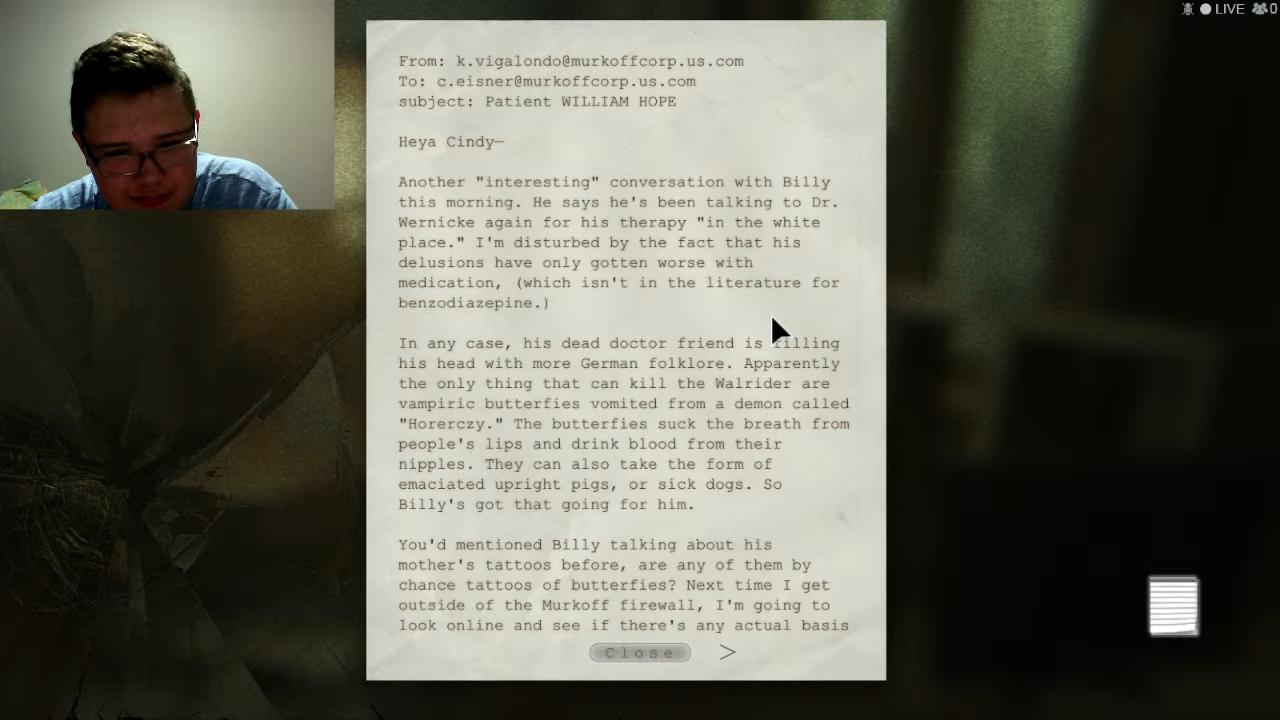 LIVE 0
From: k.vigalondo@murkoffcorp.us.com
To: c.eisner@murkoffcorp.us.com
subject: Patient WILLIAM HOPE
Heya Cindy—
Another "interesting" conversation with Billy
this morning. He says he's been talking to Dr.
Wernicke again for his therapy "in the white
place." I'm disturbed by the fact that his
delusions have only gotten worse with
medication, (which isn't in the literature for
benzodiazepine.)
In any case, his dead doctor friend is filling
his head with more German folklore. Apparently
the only thing that can kill the Walrider are
vampiric butterfies vomited from a demon called
"Horerczy." The butterfies suck the breath from
people's lips and drink blood from their
nipples. They can also take the form of
emaciated upright pigs, or sick dogs. So
Billy's got that going for him.
You'd mentioned Billy talking about his
mother's tattoos before, are any of them by
chance tattoos of butterfies? Next time I get
outside of the Murkoff firewall, I'm going to
look online and see if there's any actual basis
Close >